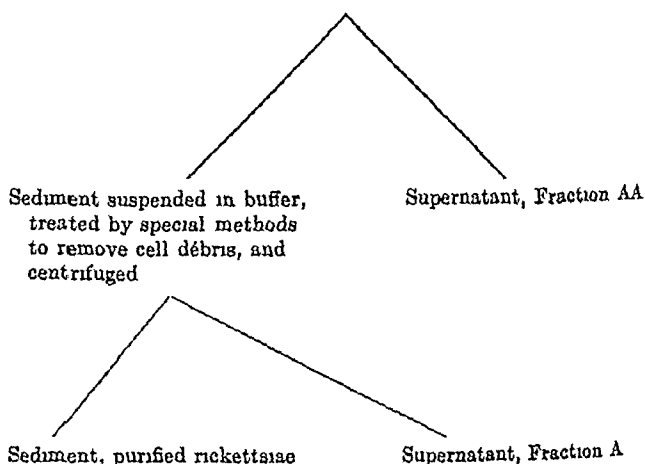 Sediment suspended in buffer,
treated by special methods
to remove cell débris, and
centrifuged
Supernatant, Fraction AA
Sediment, purified rickettsiae
Supernatant, Fraction A